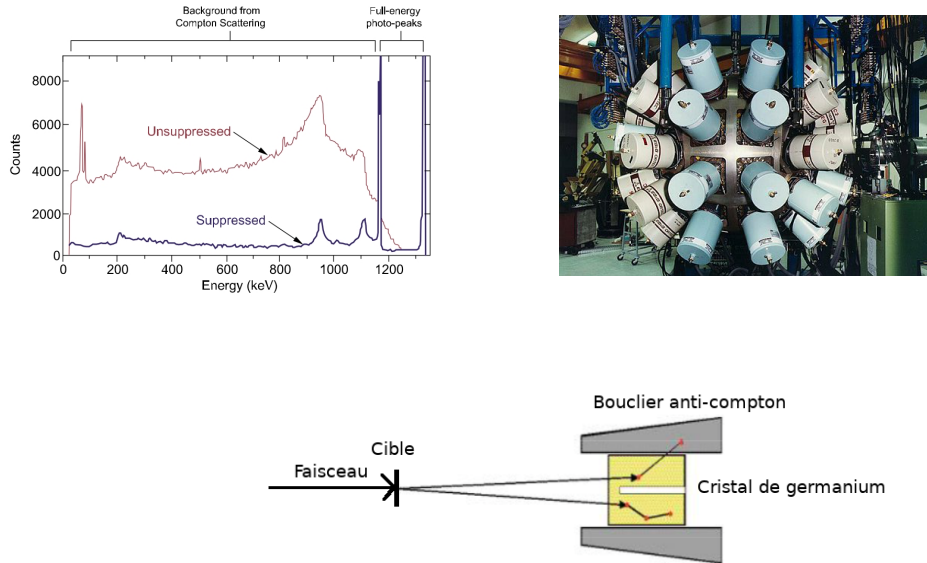 Background from
Compton Scattering
Full-energy
photo-peaks
8000
6000
4000
2000
0
Counts
Unsuppressed
Suppressed
0 200 400 600 800 1000 1200
Energy (keV)
Bouclier anti-compton
Cible
Faisceau
Cristal de germanium